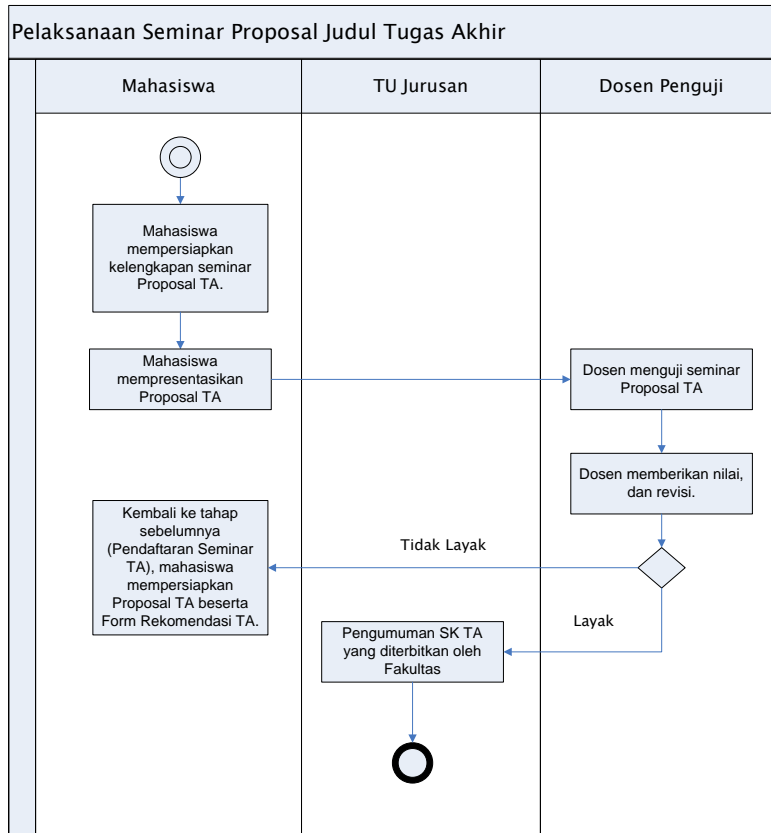 Pelaksanaan Seminar Proposal Judul Tugas Akhir
Mahasiswa
TU Jurusan
Dosen Penguji
Mahasiswa
mempersiapkan
kelengkapan seminar
Proposal TA.
Mahasiswa
mempresentasikan
Proposal TA
Dosen menguji seminar
Proposal TA
Dosen memberikan nilai,
dan revisi.
Kembali ke tahap
sebelumnya
(Pendaftaran Seminar
TA), mahasiswa
mempersiapkan
Proposal TA beserta
Form Rekomendasi TA.
Tidak Layak
Layak
Pengumuman SK TA
yang diterbitkan oleh
Fakultas